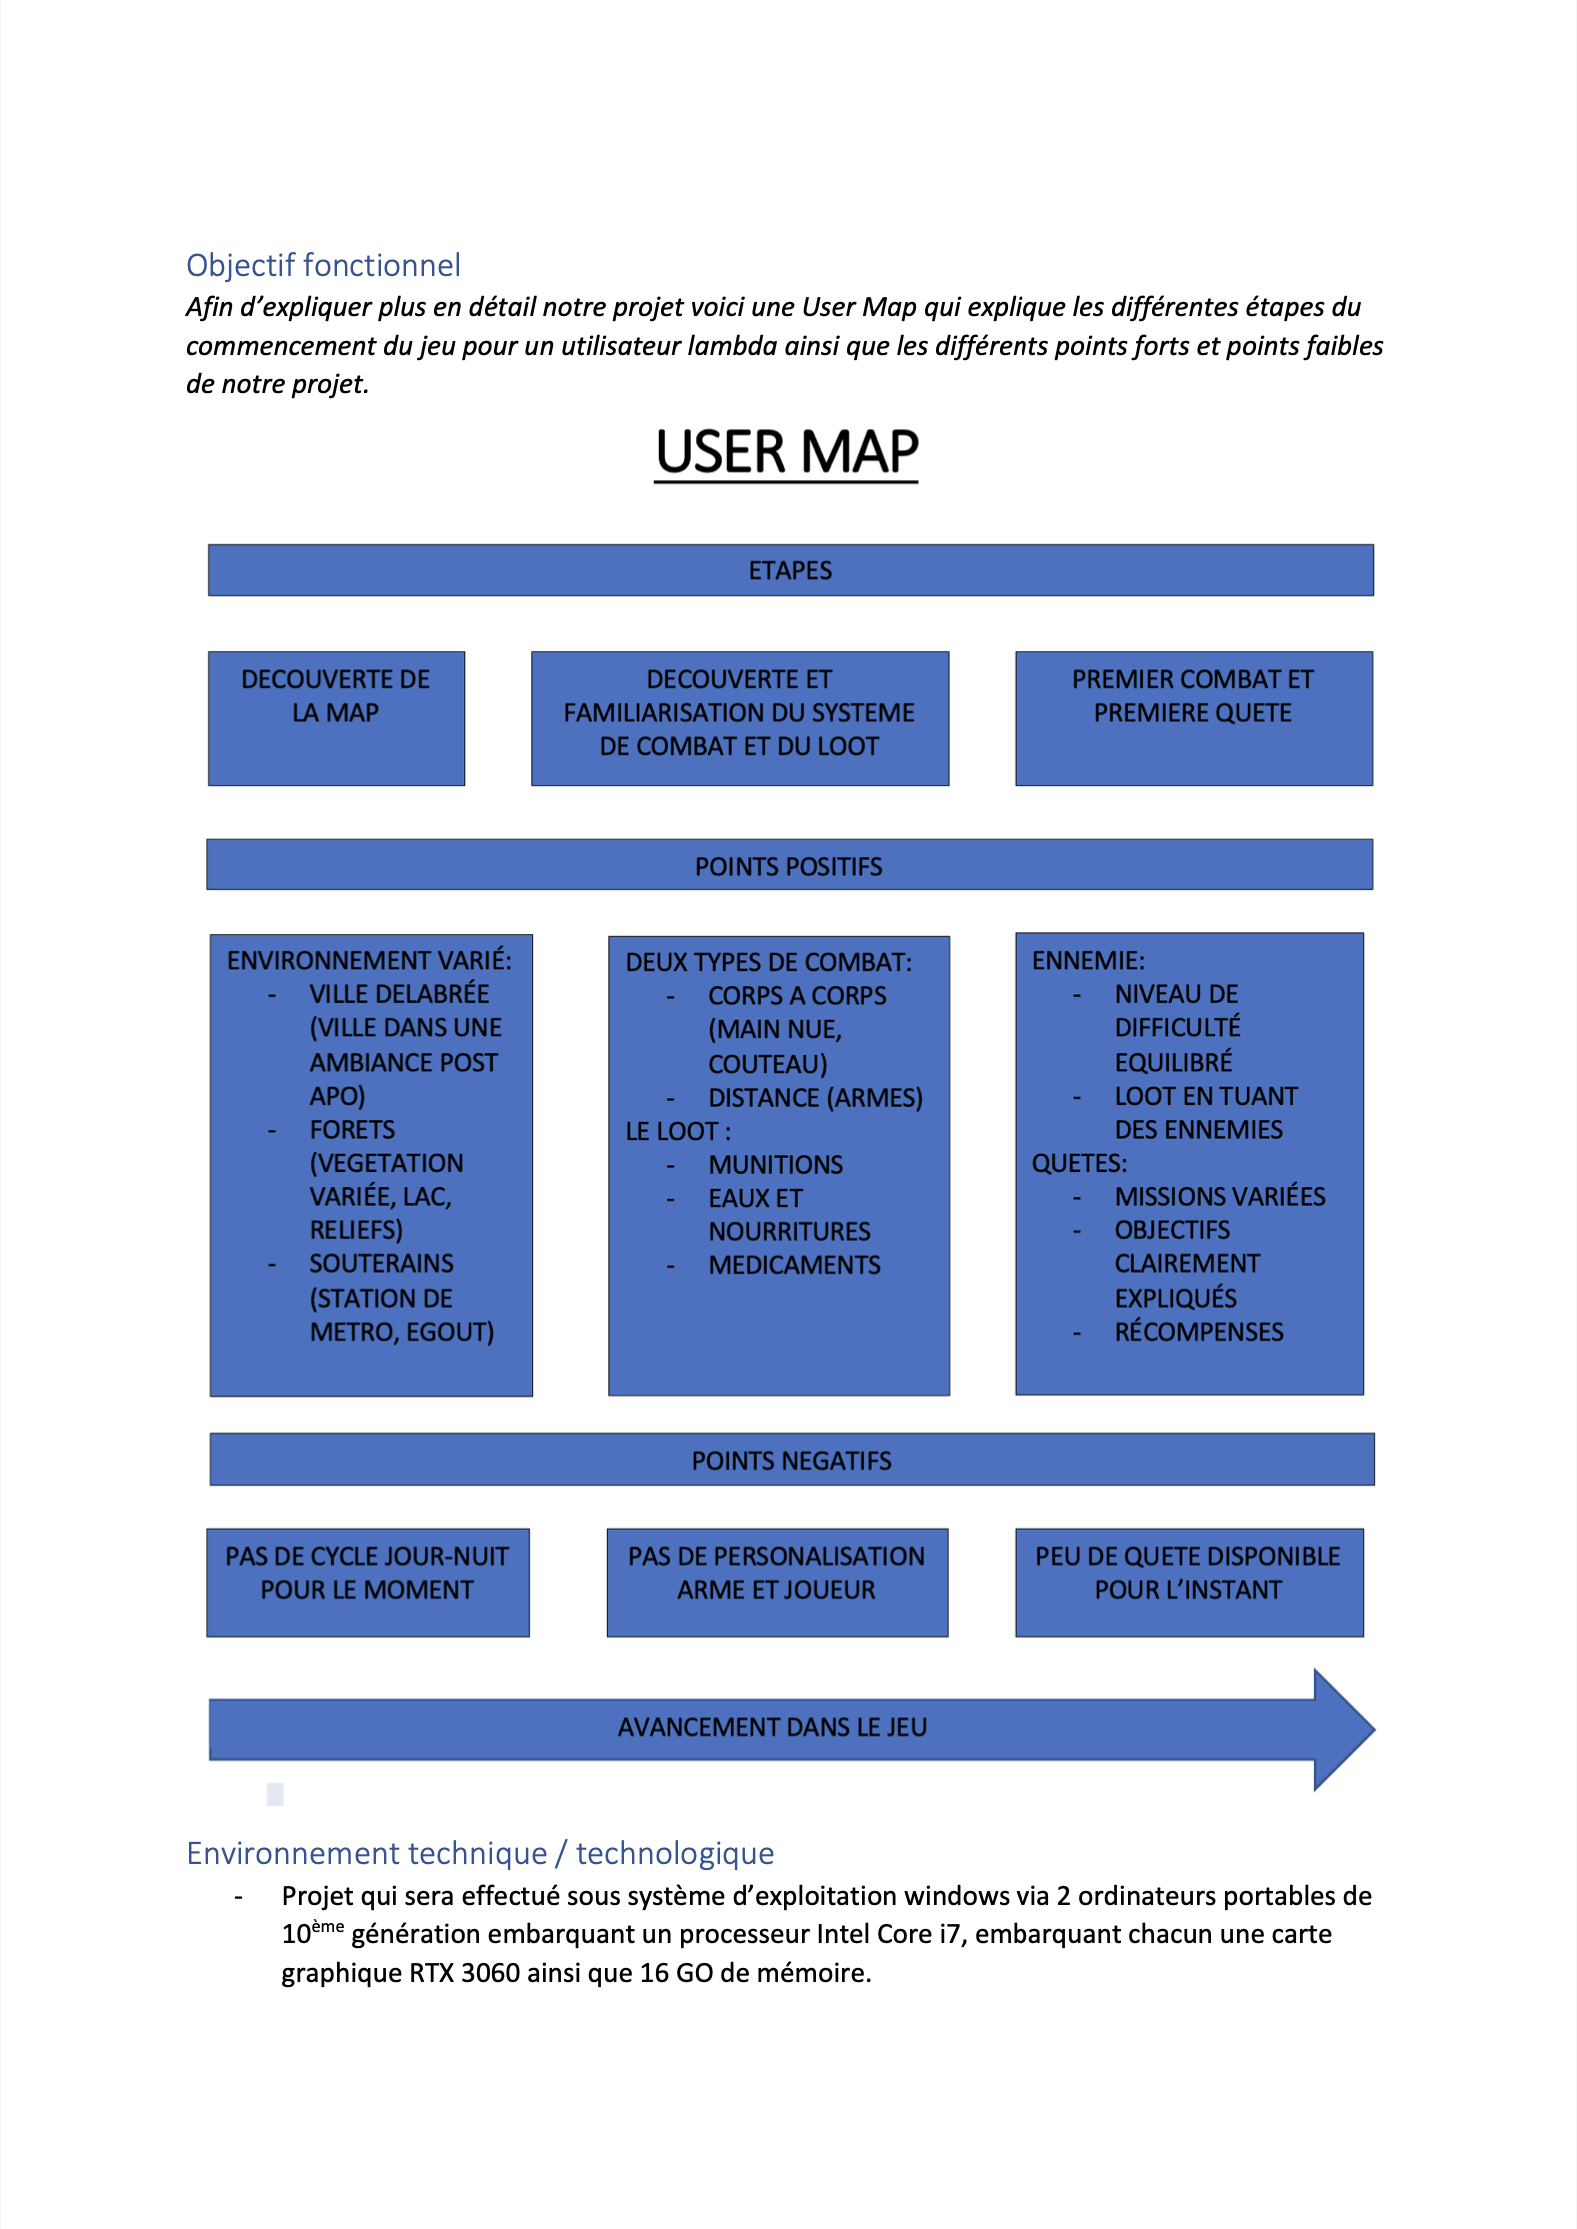 Objectif fonctionnel
Afin d’expliquer plus en détail notre projet voici une User Map qui explique les différentes étapes du
commencement du jeu pour un utilisateur lambda ainsi que les différents points forts et points faibles
de notre projet.
USER MAP
ETAPES
DECOUVERTE DE
LA MAP
DECOUVERTE ET
FAMILIARISATION DU SYSTEME
DE COMBAT ET DU LOOT
PREMIER COMBAT ET
PREMIERE QUETE
POINTS POSITIFS
ENVIRONNEMENT VARIÉ:
- VILLE DELABRÉE
(VILLE DANS UNE
AMBIANCE POST
APO)
- FORETS
(VEGETATION
VARIÉE, LAC,
RELIEFS)
- SOUTERAINS
(STATION DE
METRO, EGOUT)
DEUX TYPES DE COMBAT:
- CORPS A CORPS
(MAIN NUE,
COUTEAU)
- DISTANCE (ARMES)
LE LOOT :
- MUNITIONS
- EAUX ET
NOURRITURES
- MEDICAMENTS
ENNEMIE:
- NIVEAU DE
DIFFICULTÉ
EQUILIBRÉ
- LOOT EN TUANT
DES ENNEMIES
QUETES:
- MISSIONS VARIÉES
- OBJECTIFS
CLAIREMENT
EXPLIQUÉS
- RÉCOMPENSES
POINTS NEGATIFS
PAS DE CYCLE JOUR-NUIT
POUR LE MOMENT
PAS DE PERSONALISATION
ARME ET JOUEUR
PEU DE QUETE DISPONIBLE
POUR L’INSTANT
AVANCEMENT DANS LE JEU
Environnement technique / technologique
- Projet qui sera effectué sous système d’exploitation windows via 2 ordinateurs portables de
10ème génération embarquant un processeur Intel Core i7, embarquant chacun une carte
graphique RTX 3060 ainsi que 16 GO de mémoire.